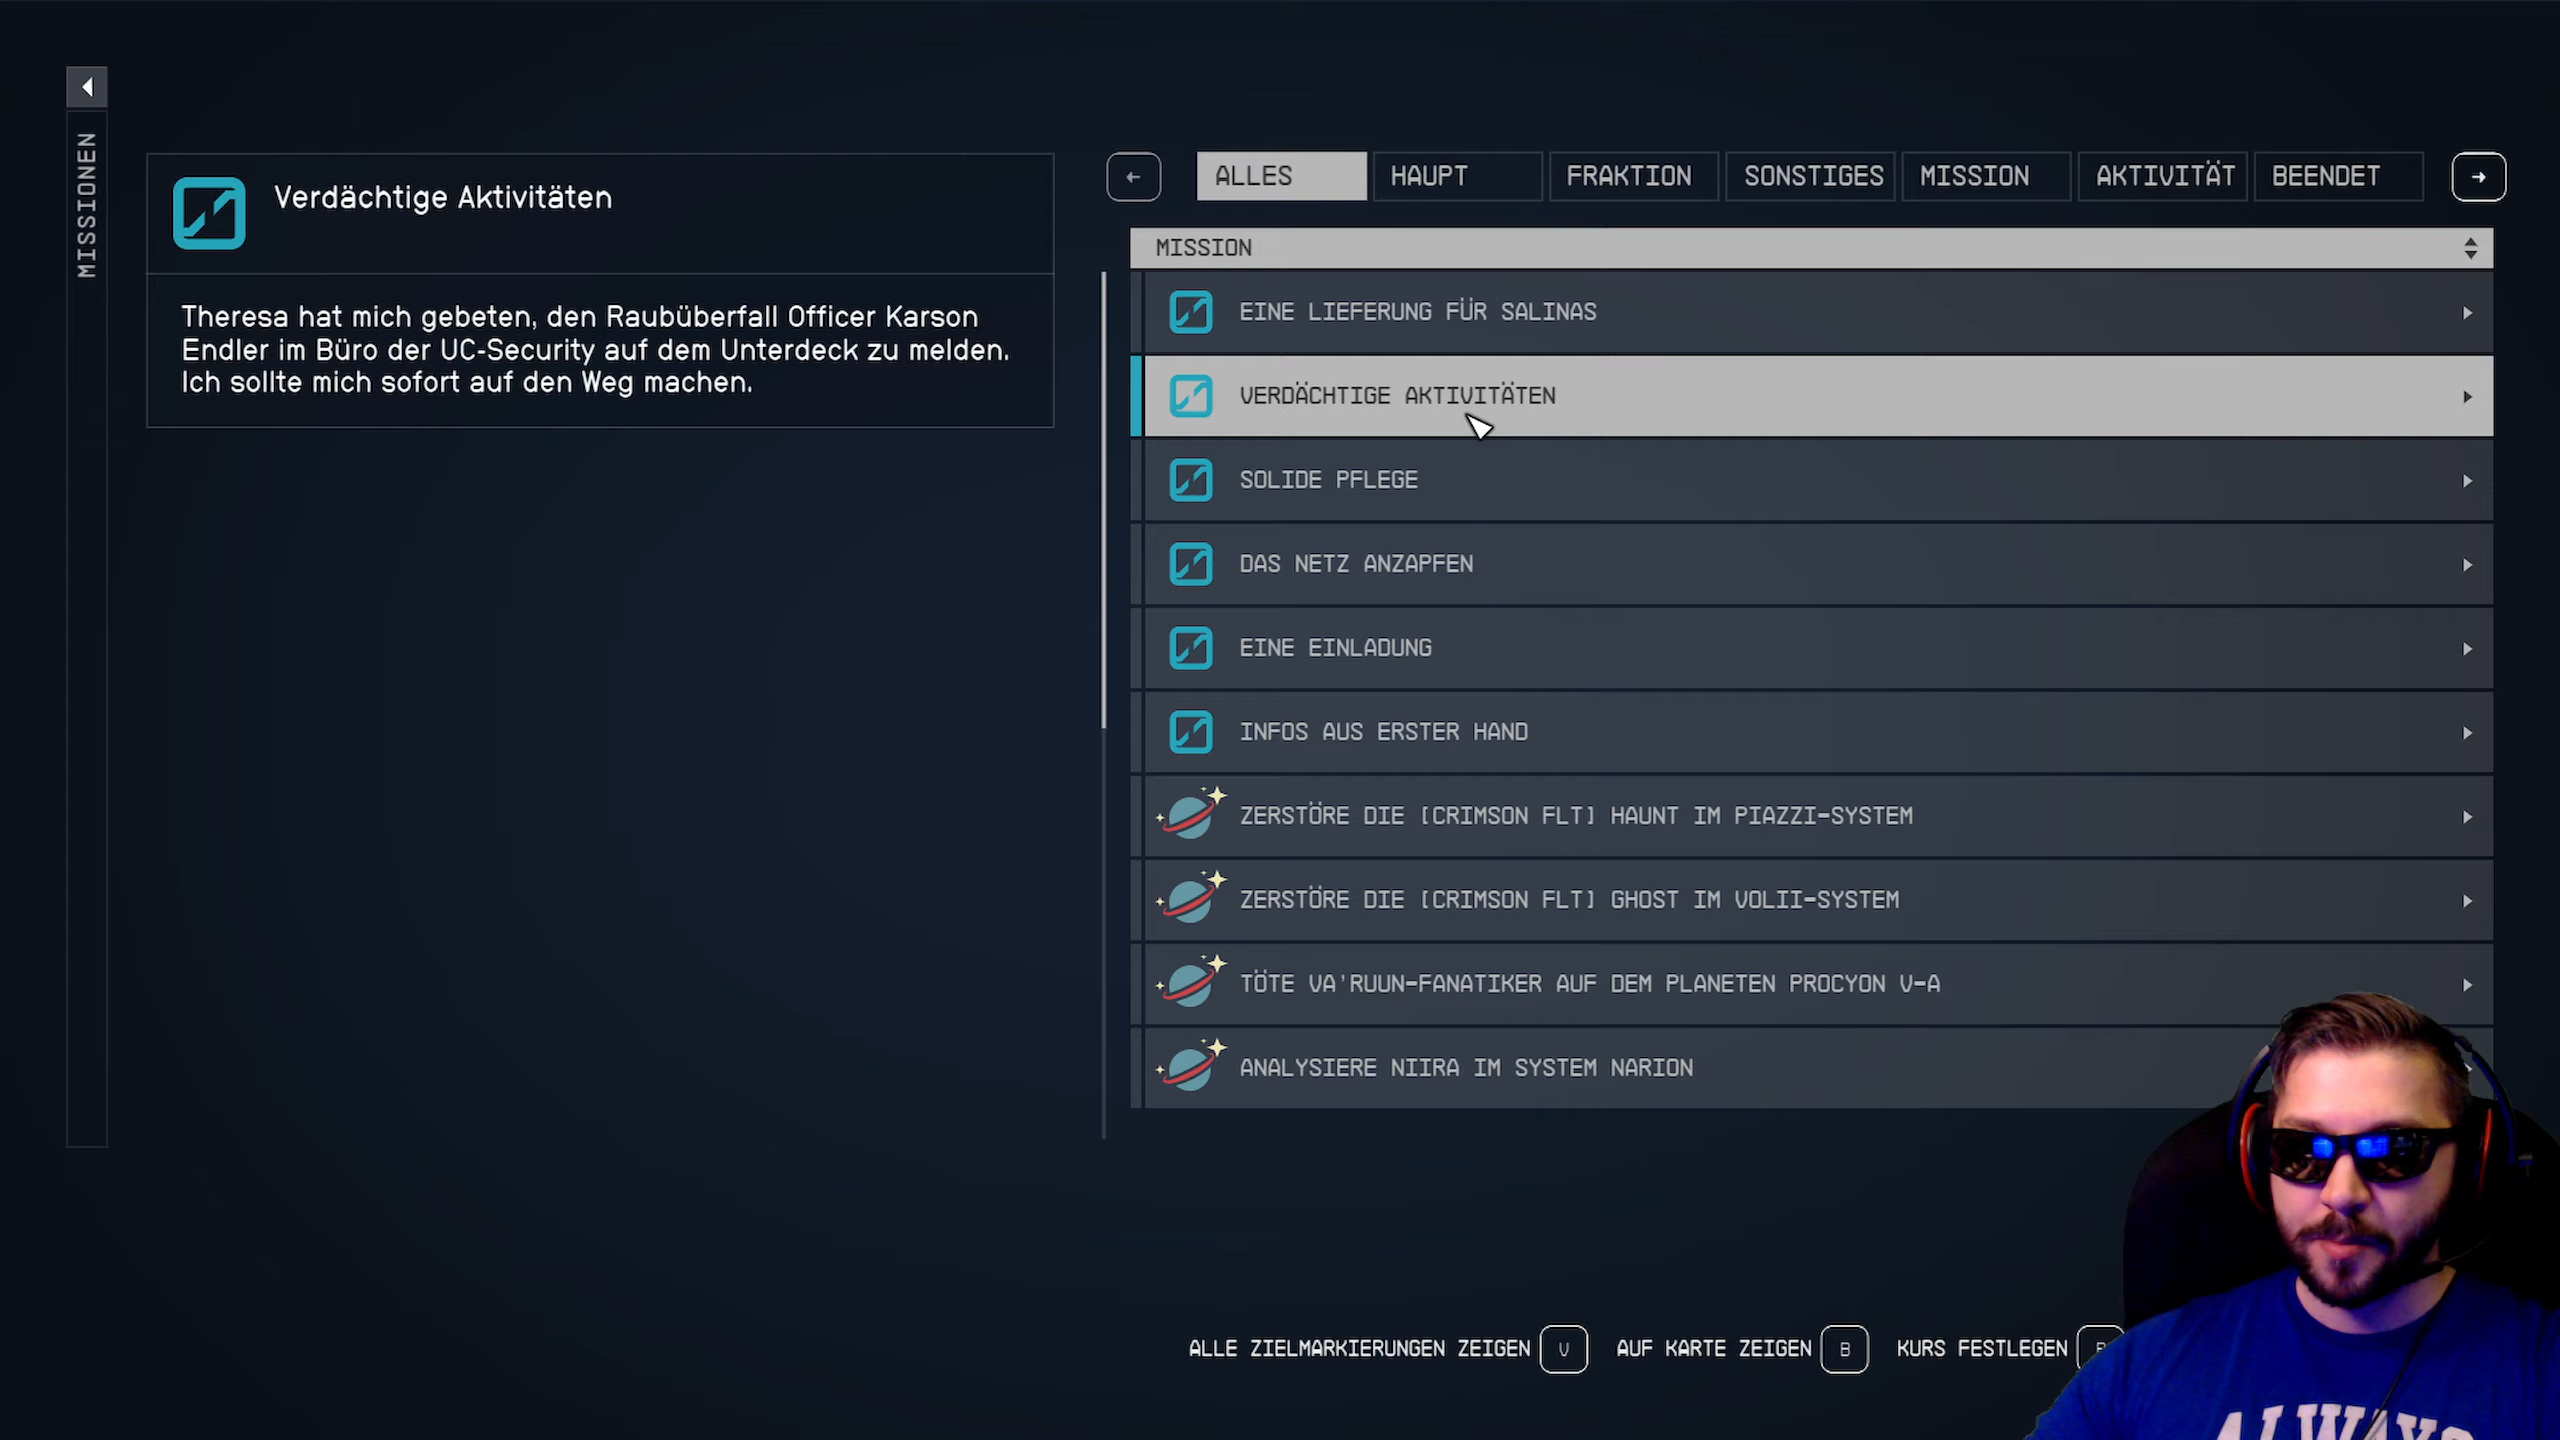 MISSIONEN
Verdächtige Aktivitäten
Theresa hat mich gebeten, den Raubüberfall Officer Karson
Endler im Büro der UC-Security auf dem Unterdeck zu melden.
Ich sollte mich sofort auf den Weg machen.
ALLES HAUPT FRAKTION SONSTIGES MISSION AKTIVITÄT BEENDET
MISSION
EINE LIEFERUNG FÜR SALINAS
VERDÄCHTIGE AKTIVITÄTEN
SOLIDE PFLEGE
DAS NETZ ANZAPFEN
EINE EINLADUNG
INFOS AUS ERSTER HAND
ZERSTÖRE DIE [CRIMSON FLT] HAUNT IM PIAZZI-SYSTEM
ZERSTÖRE DIE [CRIMSON FLT] GHOST IM VOLII-SYSTEM
TÖTE VA'RUUN-FANATIKER AUF DEM PLANETEN PROCYON V-A
ANALYSIERE NIIRA IM SYSTEM NARION
ALLE ZIELMARKIERUNGEN ZEIGEN V AUF KARTE ZEIGEN B KURS FESTLEGEN
ALWAYS